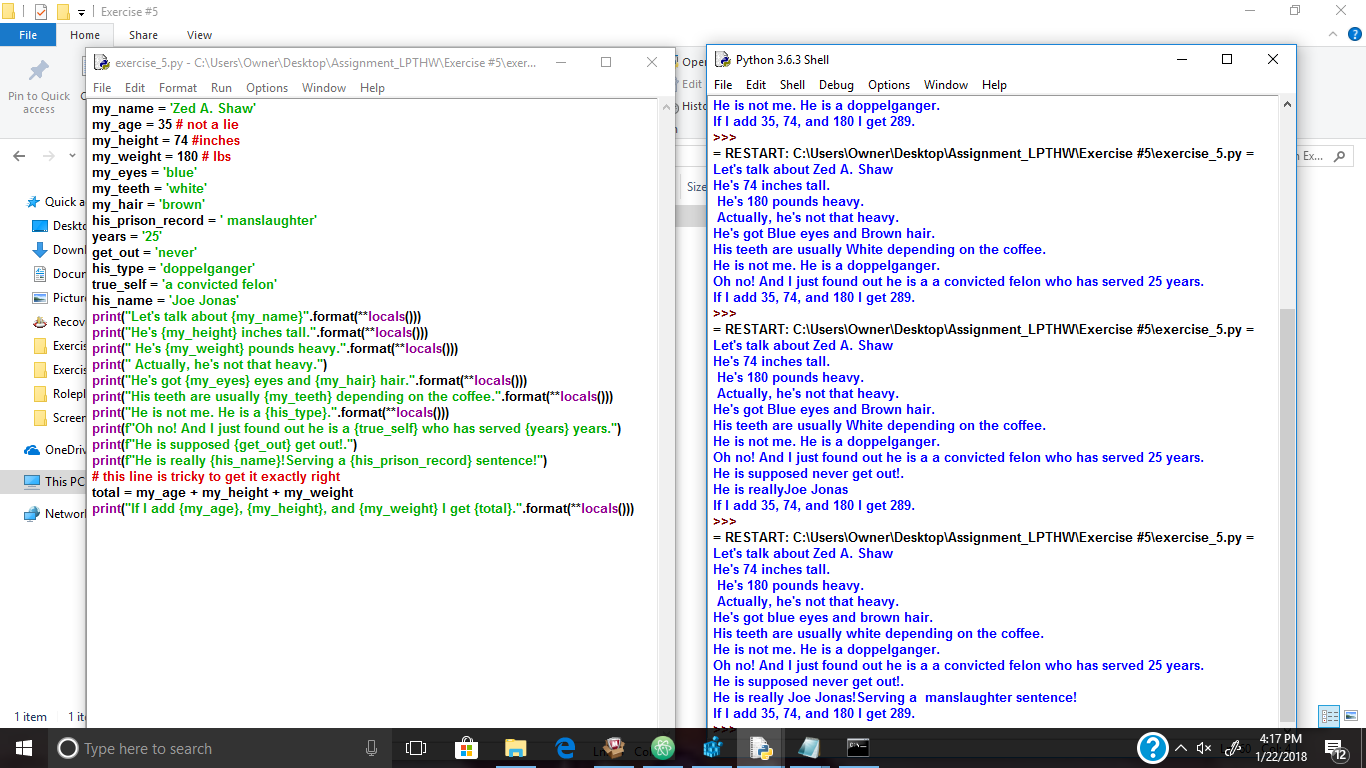 Exercise #5
File Home Share View
Pin to Quick
access
Open
Edit
Histo
Ex...
Size
Quick a
Deskto
Down
Docur
Pictur
Recov
Exercis
Exercis
Rolepl
Screen
OneDriv
This PC
Networ
1 item
exercise_5.py - C:\Users\Owner\Desktop\Assignment_LPTHW\Exercise #5\exer...
File Edit Format Run Options Window Help
my_name = 'Zed A. Shaw'
my_age = 35 # not a lie
my_height = 74 #inches
my_weight = 180 # lbs
my_eyes = 'blue'
my_teeth = 'white'
my_hair = 'brown'
his_prison_record = ' manslaughter'
years = '25'
get_out = 'never'
his_type = 'doppelganger'
true_self = 'a convicted felon'
his_name = 'Joe Jonas'
print("Let's talk about {my_name}".format(**locals()))
print("He's {my_height} inches tall.".format(**locals()))
print(" He's {my_weight} pounds heavy.".format(**locals()))
print(" Actually, he's not that heavy.")
print("He's got {my_eyes} eyes and {my_hair} hair.".format(**locals()))
print("His teeth are usually {my_teeth} depending on the coffee.".format(**locals()))
print("He is not me. He is a {his_type}.".format(**locals()))
print(f"Oh no! And I just found out he is a {true_self} who has served {years} years.")
print(f"He is supposed {get_out} get out!.")
print(f"He is really {his_name}!Serving a {his_prison_record} sentence!")
# this line is tricky to get it exactly right
total = my_age + my_height + my_weight
print("If I add {my_age}, {my_height}, and {my_weight} I get {total}.".format(**locals()))
Python 3.6.3 Shell
File Edit Shell Debug Options Window Help
He is not me. He is a doppelganger.
If I add 35, 74, and 180 I get 289.
>>>
= RESTART: C:\Users\Owner\Desktop\Assignment_LPTHW\Exercise #5\exercise_5.py =
Let's talk about Zed A. Shaw
He's 74 inches tall.
 He's 180 pounds heavy.
 Actually, he's not that heavy.
He's got Blue eyes and Brown hair.
His teeth are usually White depending on the coffee.
He is not me. He is a doppelganger.
Oh no! And I just found out he is a a convicted felon who has served 25 years.
If I add 35, 74, and 180 I get 289.
>>>
= RESTART: C:\Users\Owner\Desktop\Assignment_LPTHW\Exercise #5\exercise_5.py =
Let's talk about Zed A. Shaw
He's 74 inches tall.
 He's 180 pounds heavy.
 Actually, he's not that heavy.
He's got Blue eyes and Brown hair.
His teeth are usually White depending on the coffee.
He is not me. He is a doppelganger.
Oh no! And I just found out he is a a convicted felon who has served 25 years.
He is supposed never get out!.
He is reallyJoe Jonas
If I add 35, 74, and 180 I get 289.
>>>
= RESTART: C:\Users\Owner\Desktop\Assignment_LPTHW\Exercise #5\exercise_5.py =
Let's talk about Zed A. Shaw
He's 74 inches tall.
 He's 180 pounds heavy.
 Actually, he's not that heavy.
He's got blue eyes and brown hair.
His teeth are usually white depending on the coffee.
He is not me. He is a doppelganger.
Oh no! And I just found out he is a a convicted felon who has served 25 years.
He is supposed never get out!.
He is really Joe Jonas!Serving a  manslaughter sentence!
If I add 35, 74, and 180 I get 289.
>>>
Type here to search
4:17 PM
1/22/2018
12